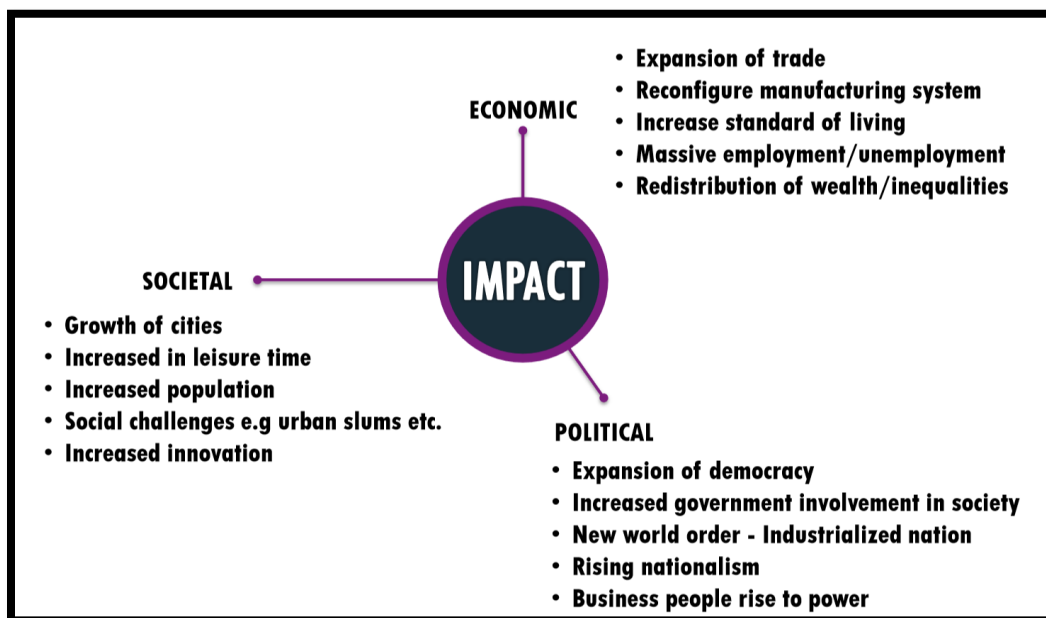 ECONOMIC
• Expansion of trade
• Reconfigure manufacturing system
• Increase standard of living
• Massive employment/unemployment
• Redistribution of wealth/inequalities
IMPACT
SOCIETAL
• Growth of cities
• Increased in leisure time
• Increased population
• Social challenges e.g urban slums etc.
• Increased innovation
POLITICAL
• Expansion of democracy
• Increased government involvement in society
• New world order - Industrialized nation
• Rising nationalism
• Business people rise to power